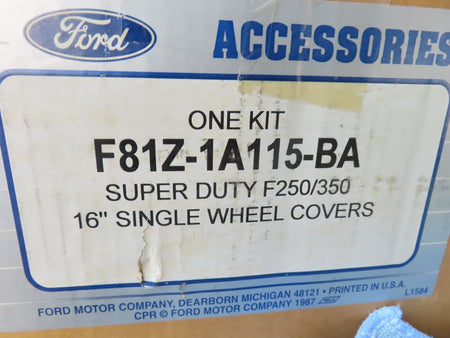 Ford ACCESSORIES
ONE KIT
F81Z-1A115-BA
SUPER DUTY F250/350
16" SINGLE WHEEL COVERS
FORD MOTOR COMPANY, DEARBORN MICHIGAN 48121 • PRINTED IN U.S.A.
CPR © FORD MOTOR COMPANY 1987
L1584